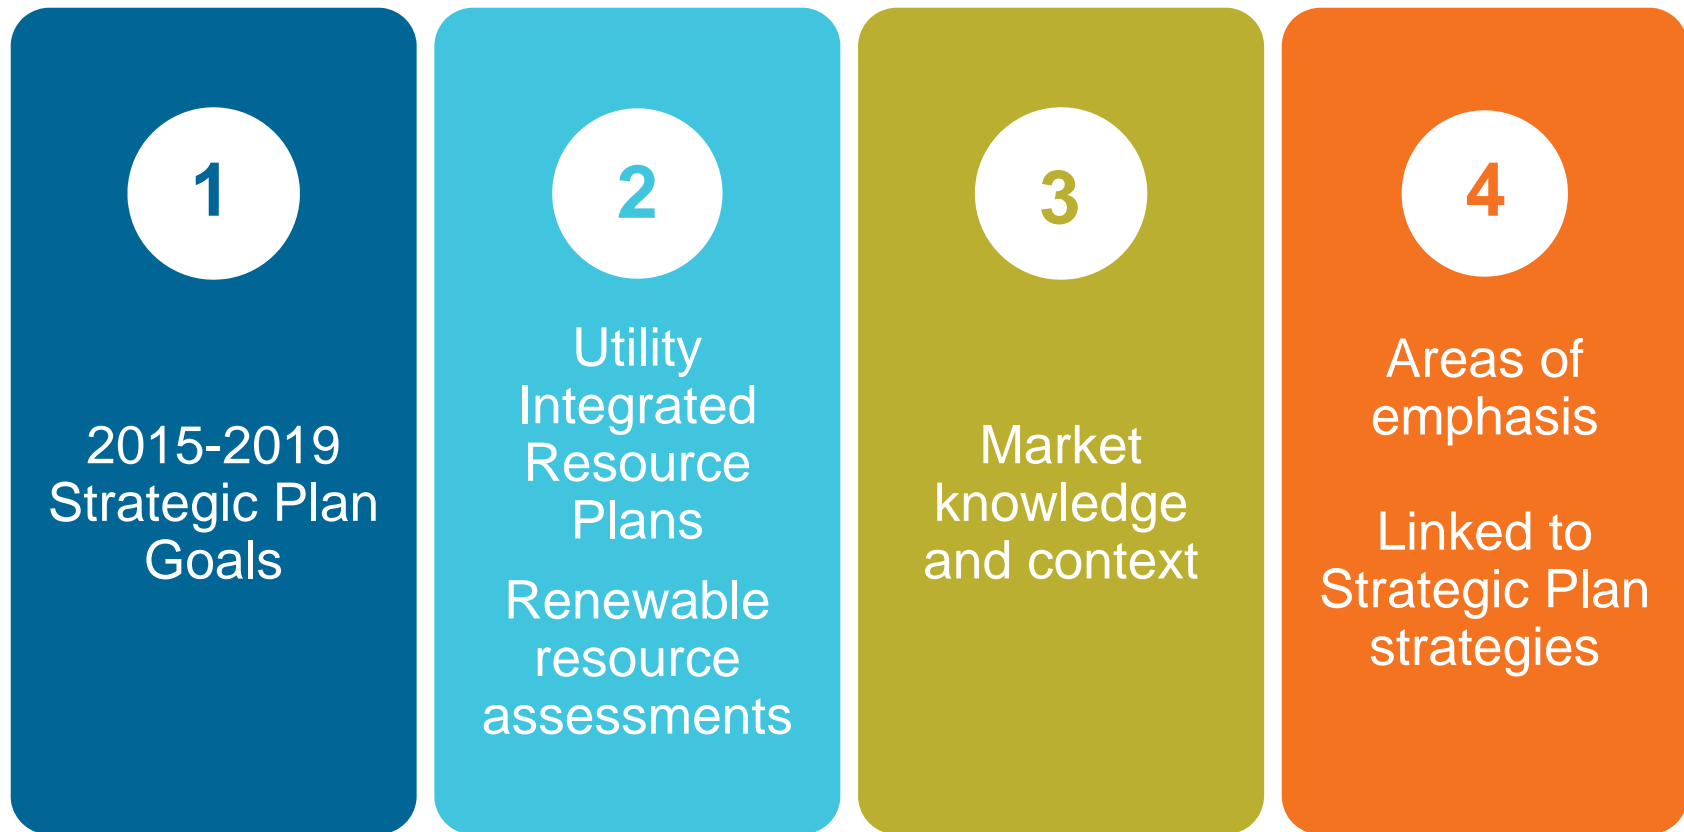 1
2015-2019
Strategic Plan
Goals
2
Utility
Integrated
Resource
Plans
Renewable
resource
assessments
3
Market
knowledge
and context
4
Areas of
emphasis
Linked to
Strategic Plan
strategies